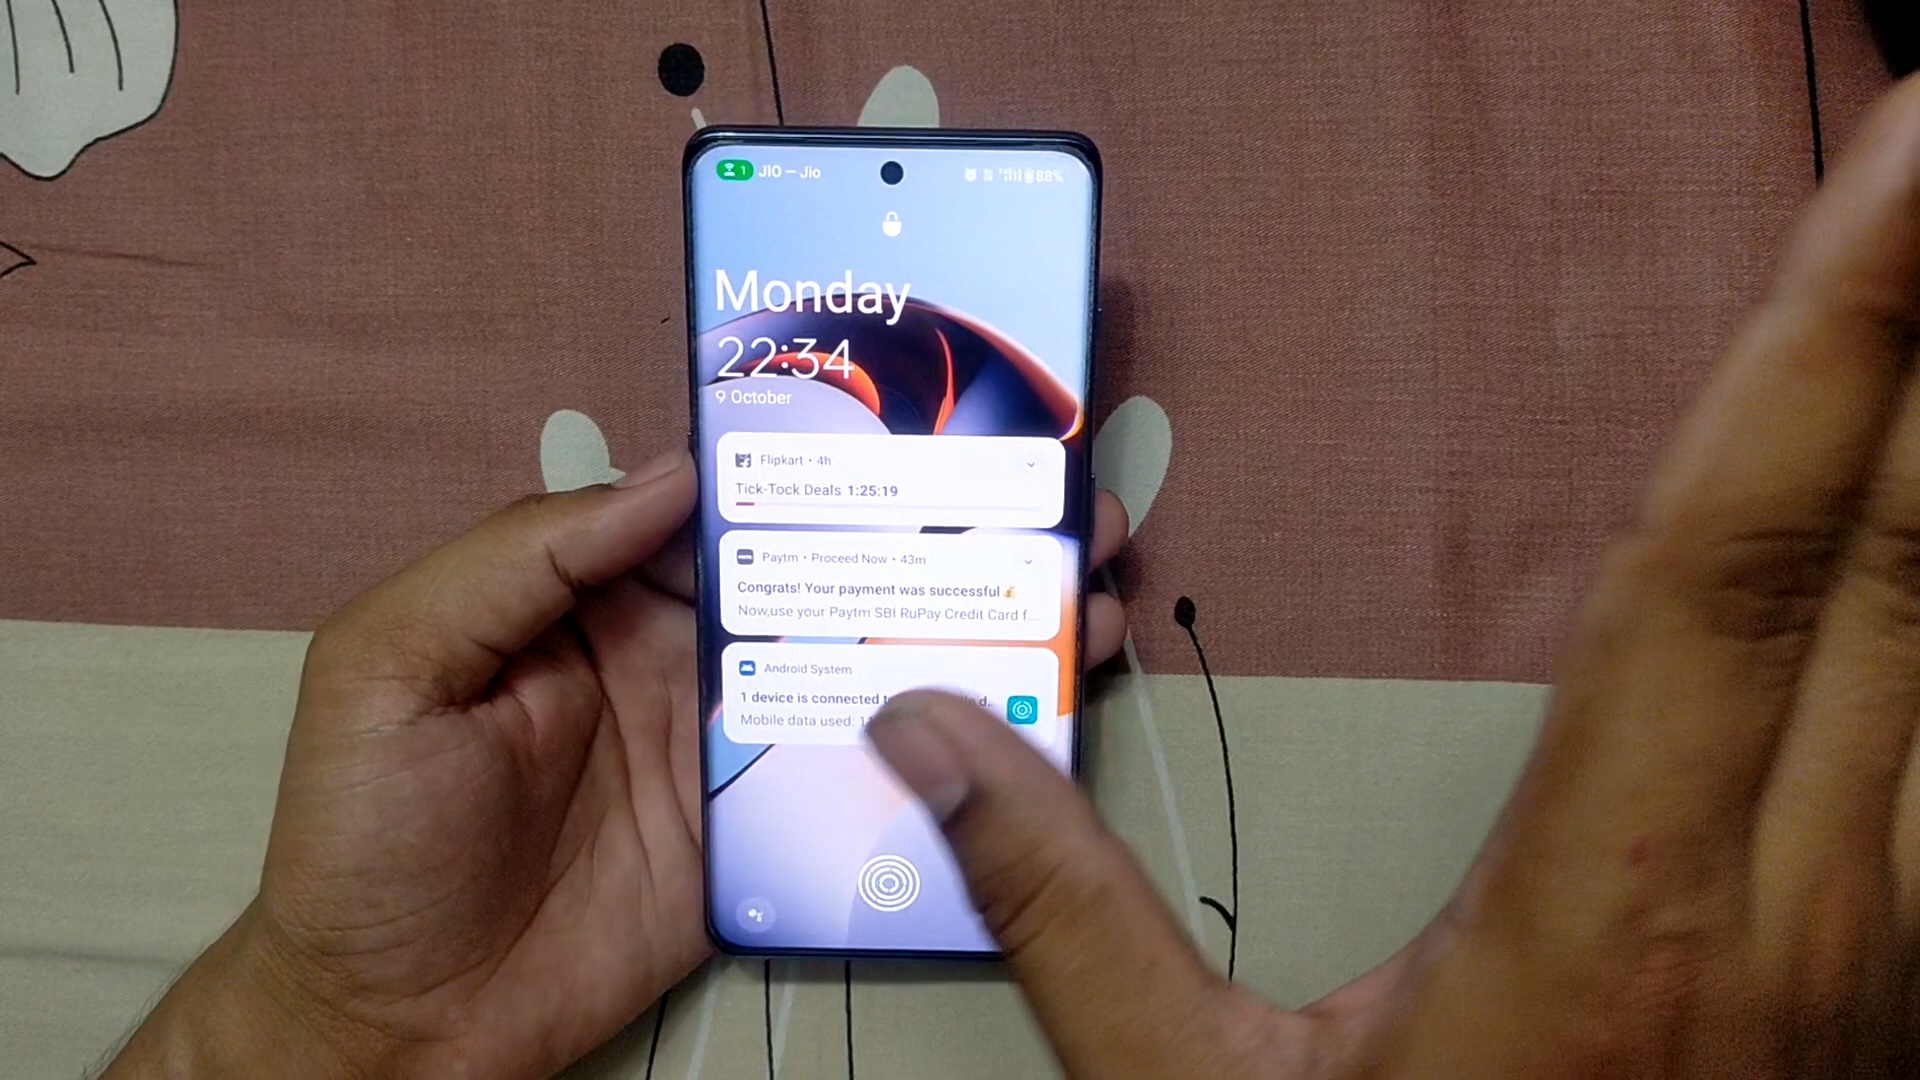 1 JIO — Jio 88%
Monday
22:34
9 October
Flipkart • 4h
Tick-Tock Deals 1:25:19
Paytm • Proceed Now • 43m
Congrats! Your payment was successful💰
Now,use your Paytm SBI RuPay Credit Card f...
Android System
1 device is connected
Mobile data used: